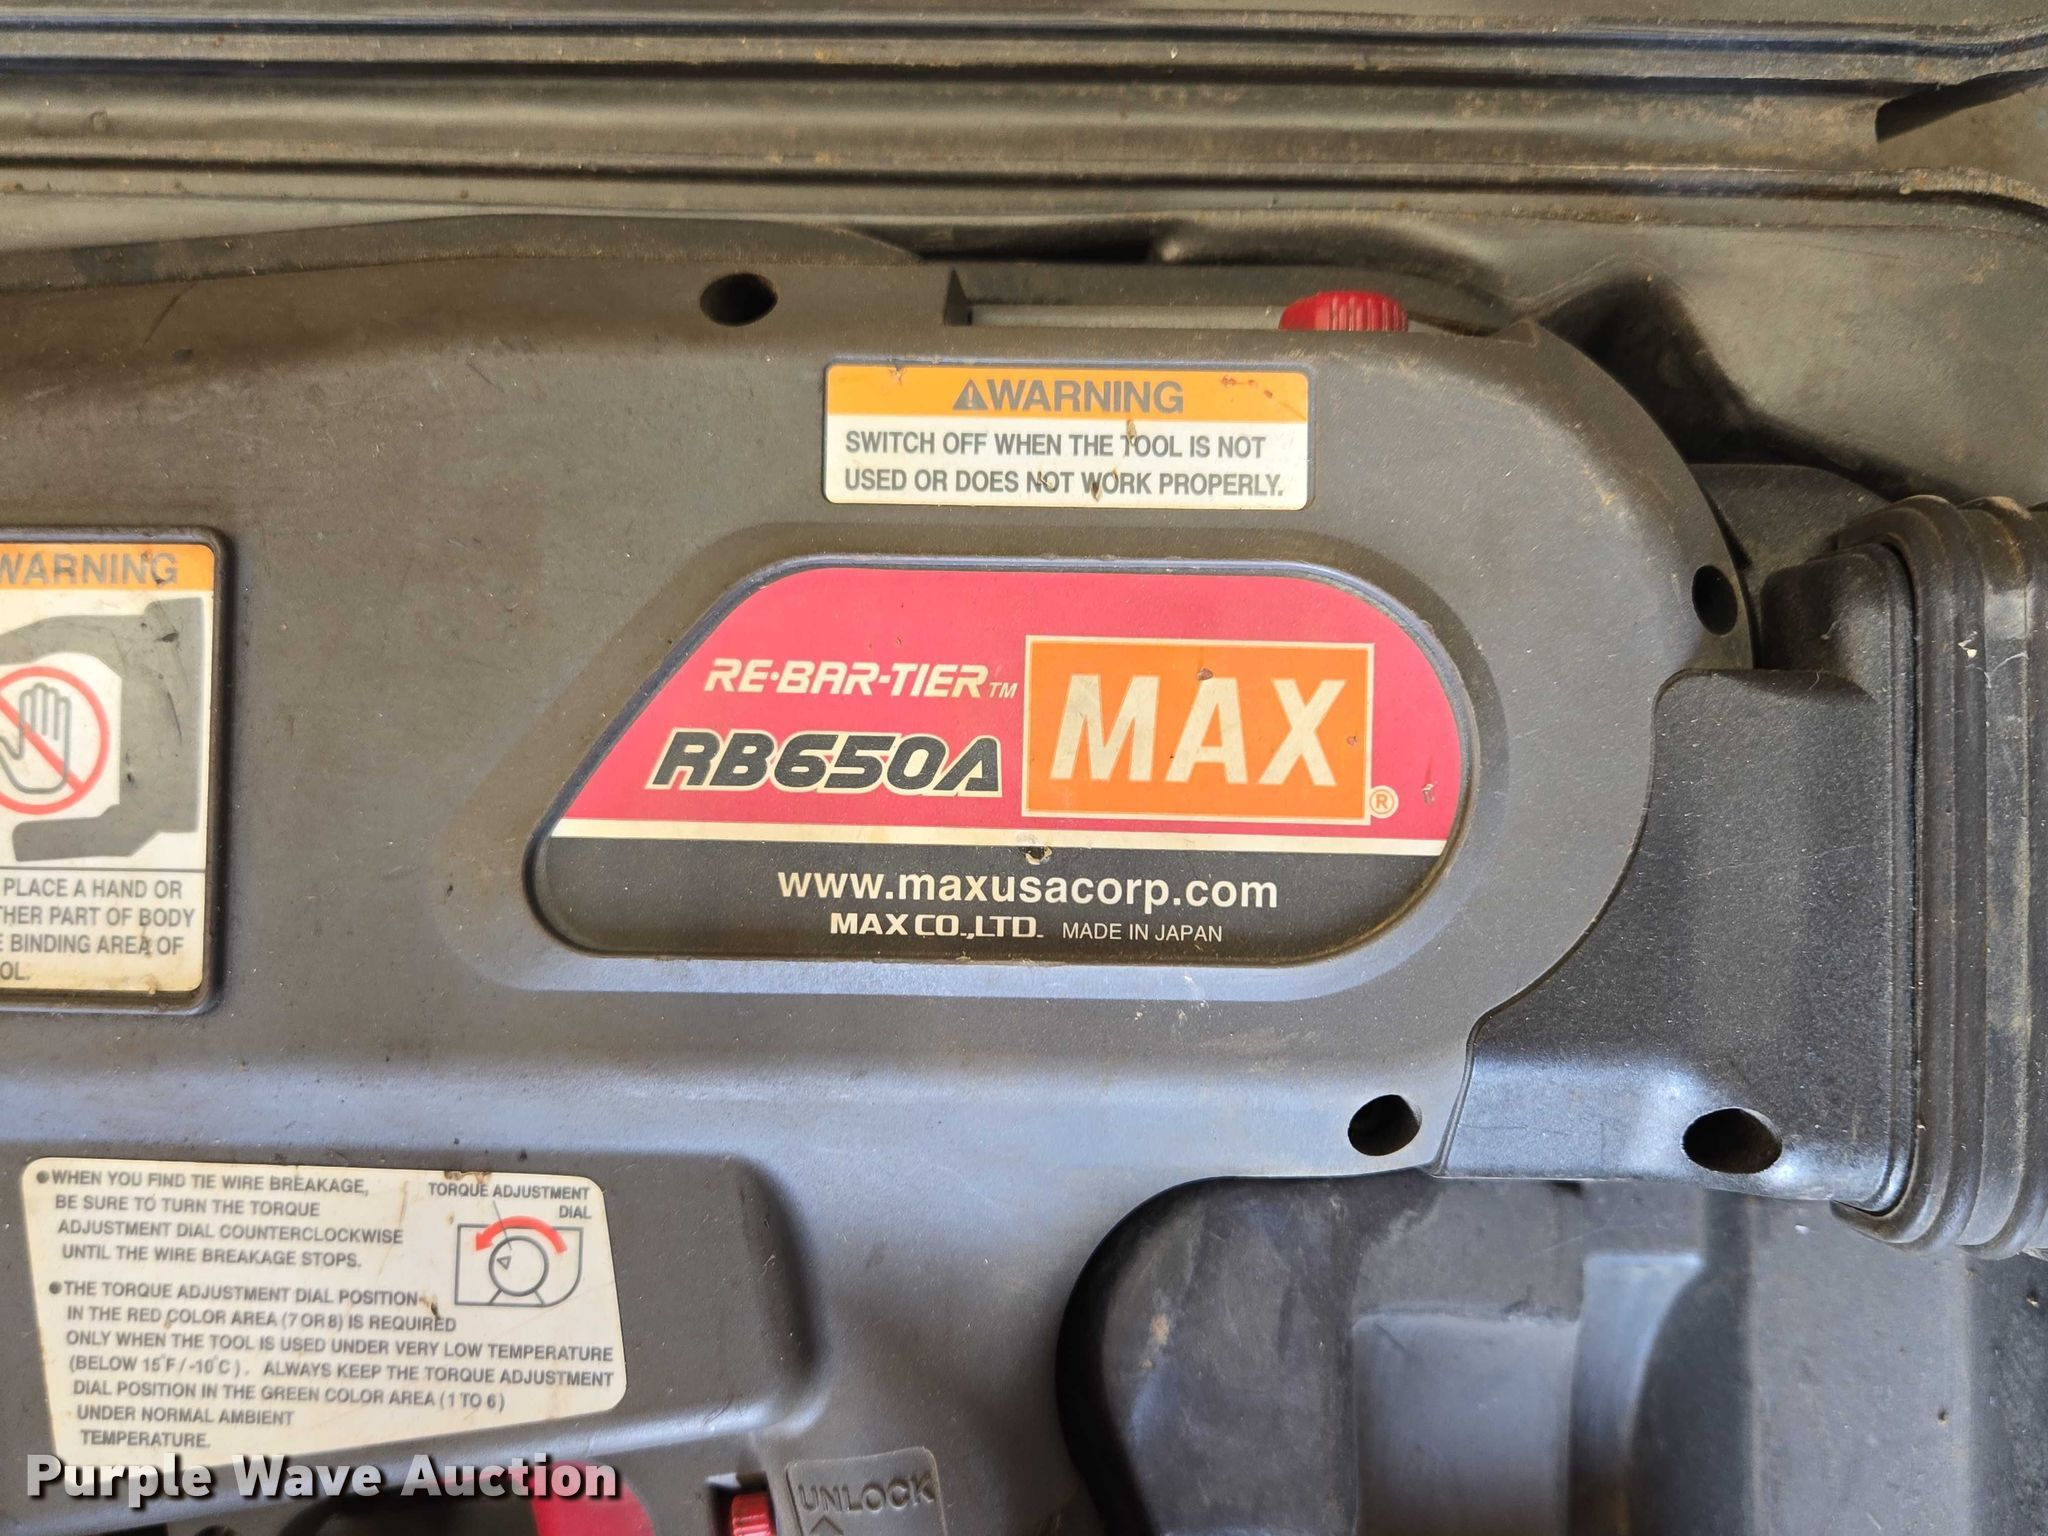 ⚠WARNING
SWITCH OFF WHEN THE TOOL IS NOT
USED OR DOES NOT WORK PROPERLY.
WARNING
PLACE A HAND OR
THER PART OF BODY
BINDING AREA OF
OL.
RE·BAR-TIER™
RB650A
MAX®
www.maxusacorp.com
MAX CO.,LTD. MADE IN JAPAN
●WHEN YOU FIND TIE WIRE BREAKAGE,
BE SURE TO TURN THE TORQUE
ADJUSTMENT DIAL COUNTERCLOCKWISE
UNTIL THE WIRE BREAKAGE STOPS.
TORQUE ADJUSTMENT
DIAL
●THE TORQUE ADJUSTMENT DIAL POSITION
IN THE RED COLOR AREA (7 OR 8) IS REQUIRED
ONLY WHEN THE TOOL IS USED UNDER VERY LOW TEMPERATURE
(BELOW 15°F / -10°C). ALWAYS KEEP THE TORQUE ADJUSTMENT
DIAL POSITION IN THE GREEN COLOR AREA (1 TO 6)
UNDER NORMAL AMBIENT
TEMPERATURE.
UNLOCK
Purple Wave Auction